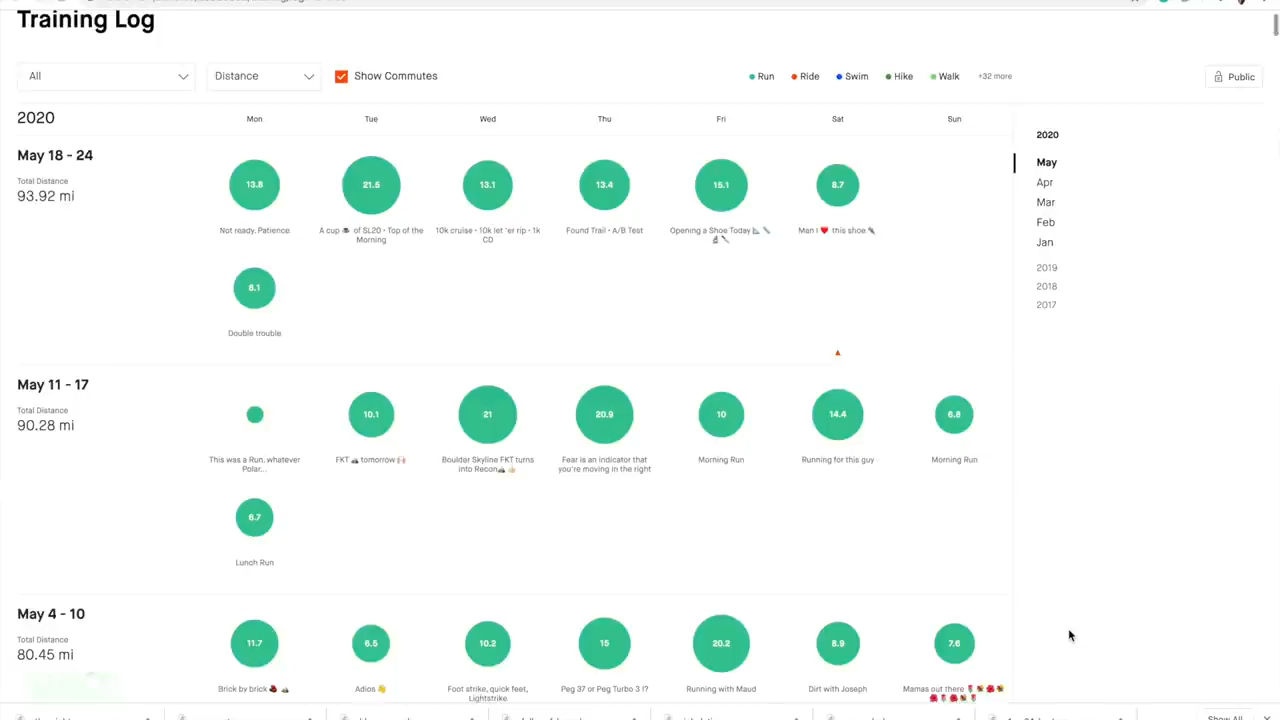 Training Log
All
Distance
Show Commutes
Run
Ride
Swim
Hike
Walk
+32 more
Public
2020
Mon
Tue
Wed
Thu
Fri
Sat
Sun
May 18 - 24
Total Distance
93.92 mi
13.8
21.5
13.1
13.4
15.1
8.7
Not ready. Patience.
A cup ☕ of SL20 - Top of the
Morning
10k cruise - 10k let 'er rip - 1k
CD
Found Trail - A/B Test
Opening a Shoe Today
Man I ❤️ this shoe
8.1
Double trouble
May 11 - 17
Total Distance
90.28 mi
10.1
21
20.9
10
14.4
6.8
This was a Run, whatever
Polar...
FKT tomorrow
Boulder Skyline FKT turns
into Recon
Fear is an indicator that
you're moving in the right
Morning Run
Running for this guy
Morning Run
6.7
Lunch Run
May 4 - 10
Total Distance
80.45 mi
11.7
6.5
10.2
15
20.2
8.9
7.6
Brick by brick
Adios 👋
Foot strike, quick feet,
Lightstrike.
Peg 37 or Peg Turbo 3 !?
Running with Maud
Dirt with Joseph
Mamas out there
2020
May
Apr
Mar
Feb
Jan
2019
2018
2017
Show All